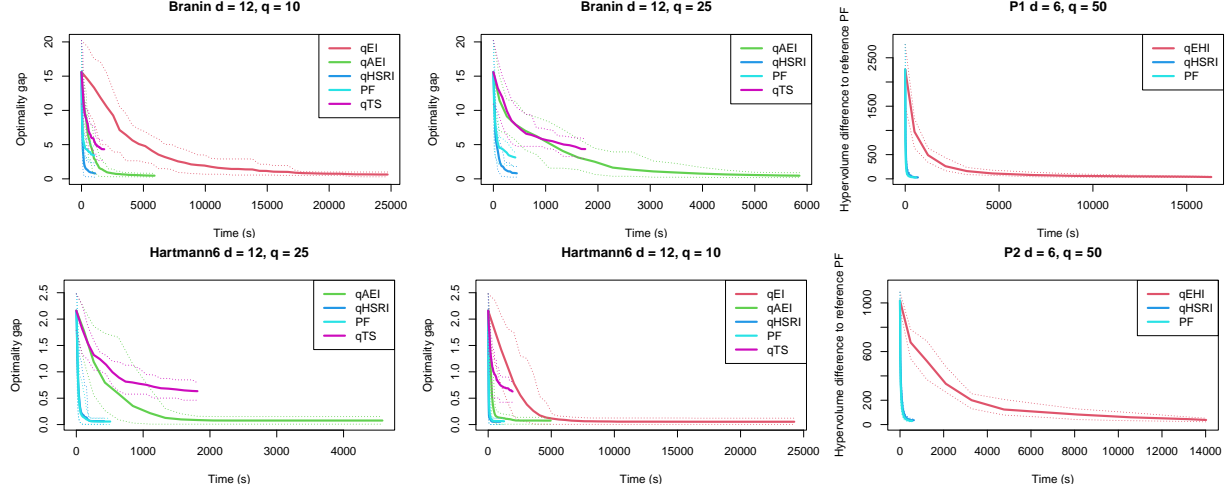 Branin d = 12, q = 10
Optimality gap
0
5
10
15
20
0
5000
10000
15000
20000
25000
Time (s)
qEI
qAEI
qHSRI
PF
qTS
Branin d = 12, q = 25
Optimality gap
0
5
10
15
20
0
1000
2000
3000
4000
5000
6000
Time (s)
qAEI
qHSRI
PF
qTS
P1 d = 6, q = 50
Hypervolume difference to reference PF
0
500
1500
2500
0
5000
10000
15000
Time (s)
qEHI
qHSRI
PF
Hartmann6 d = 12, q = 25
Optimality gap
0.0
0.5
1.0
1.5
2.0
2.5
0
1000
2000
3000
4000
Time (s)
qAEI
qHSRI
PF
qTS
Hartmann6 d = 12, q = 10
Optimality gap
0.0
0.5
1.0
1.5
2.0
2.5
0
5000
10000
15000
20000
25000
Time (s)
qEI
qAEI
qHSRI
PF
qTS
P2 d = 6, q = 50
Hypervolume difference to reference PF
0
200
600
1000
0
2000
4000
6000
8000
10000
12000
14000
Time (s)
qEHI
qHSRI
PF